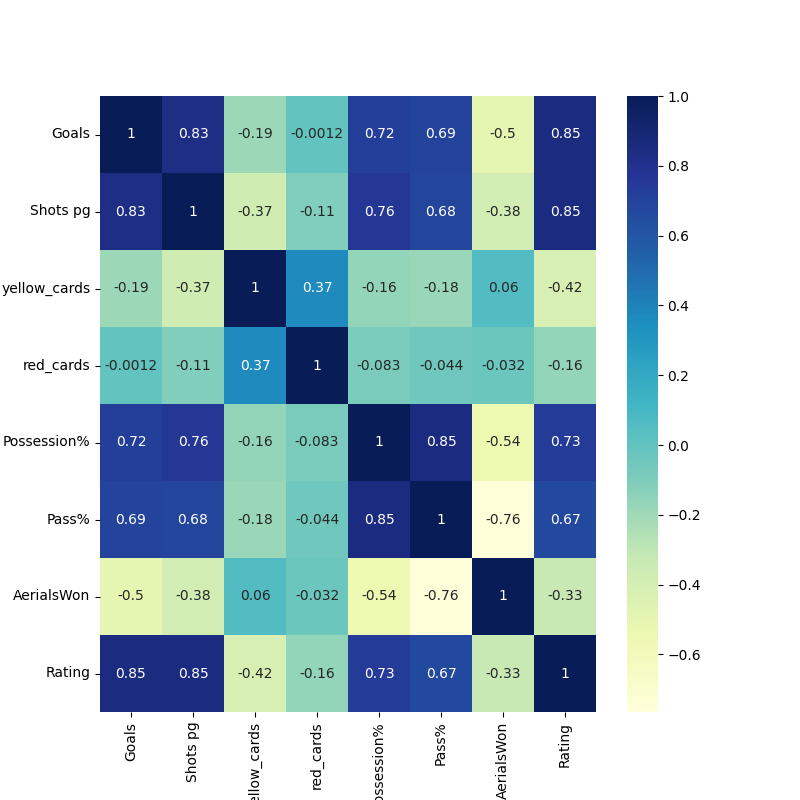 Goals 1 0.83 -0.19 -0.0012 0.72 0.69 -0.5 0.85
Shots pg 0.83 1 -0.37 -0.11 0.76 0.68 -0.38 0.85
yellow_cards -0.19 -0.37 1 0.37 -0.16 -0.18 0.06 -0.42
red_cards -0.0012 -0.11 0.37 1 -0.083 -0.044 -0.032 -0.16
Possession% 0.72 0.76 -0.16 -0.083 1 0.85 -0.54 0.73
Pass% 0.69 0.68 -0.18 -0.044 0.85 1 -0.76 0.67
AerialsWon -0.5 -0.38 0.06 -0.032 -0.54 -0.76 1 -0.33
Rating 0.85 0.85 -0.42 -0.16 0.73 0.67 -0.33 1
Goals
Shots pg
ellow_cards
red_cards
ossession%
Pass%
AerialsWon
Rating
1.0
0.8
0.6
0.4
0.2
0.0
−0.2
−0.4
−0.6